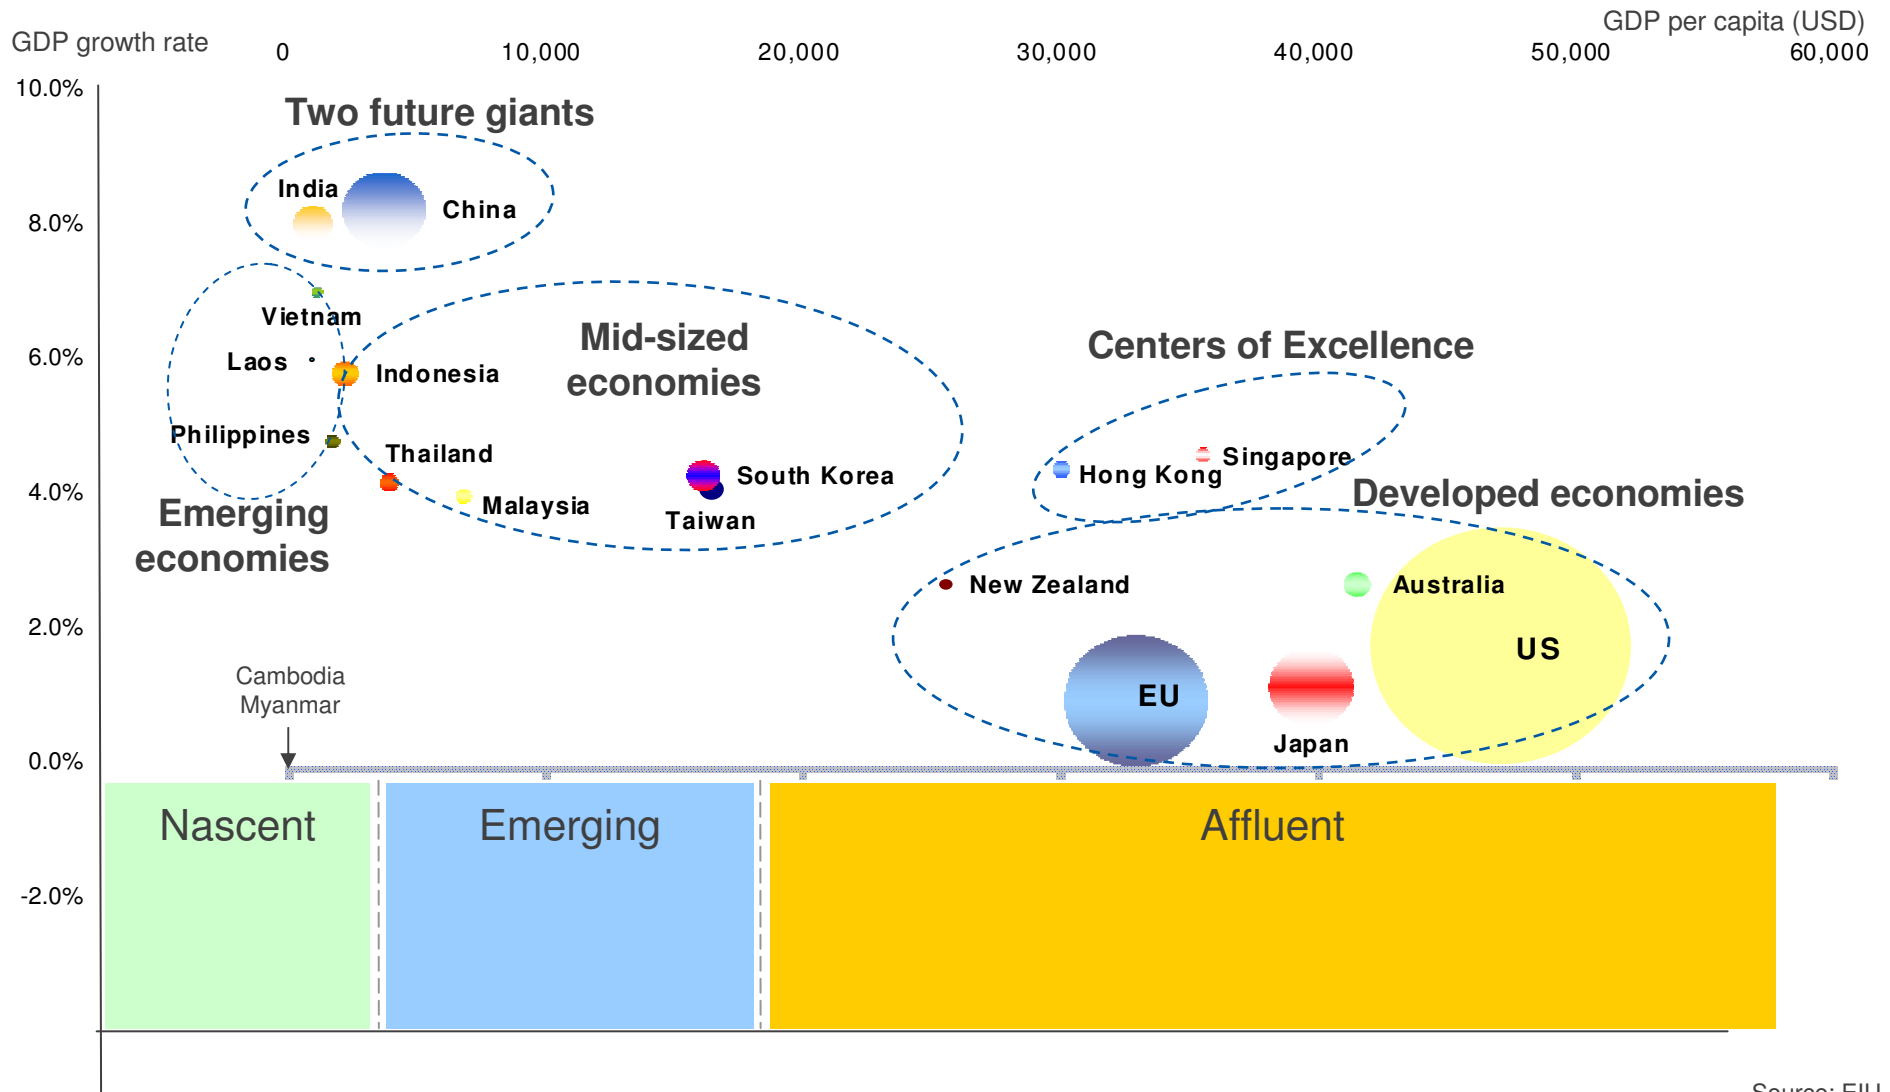 GDP per capita (USD)
GDP growth rate
0 10,000 20,000 30,000 40,000 50,000 60,000
10.0%
Two future giants
India
China
8.0%
Vietnam
Mid-sized
economies
Centers of Excellence
6.0%
Laos
Indonesia
Philippines
Thailand
Singapore
Hong Kong
South Korea
4.0%
Malaysia
Taiwan
Developed economies
Emerging
economies
New Zealand
Australia
2.0%
US
Cambodia
Myanmar
EU
Japan
0.0%
Nascent
Emerging
Affluent
-2.0%
Source: EIU